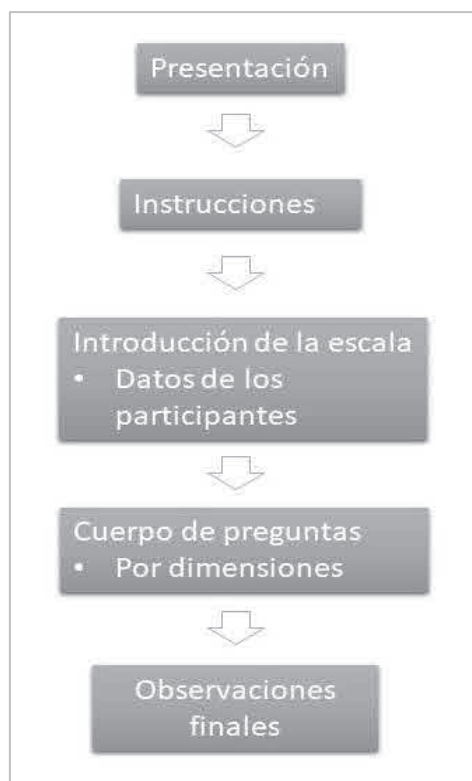 Presentación
Instrucciones
Introducción de la escala
• Datos de los
participantes
Cuerpo de preguntas
• Por dimensiones
Observaciones
finales